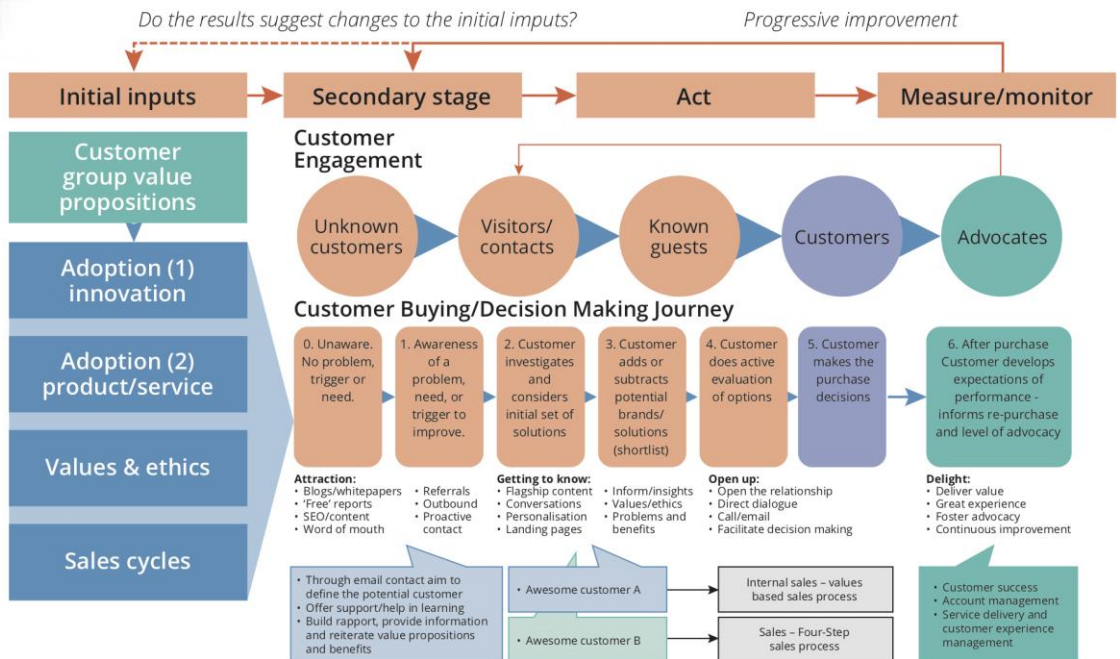 Do the results suggest changes to the initial imputs?
Progressive improvement
Initial inputs
Secondary stage
Act
Measure/monitor
Customer
group value
propositions
Adoption (1)
innovation
Adoption (2)
product/service
Values & ethics
Sales cycles
Customer
Engagement
Unknown
customers
Visitors/
contacts
Known
guests
Customers
Advocates
Customer Buying/Decision Making Journey
0. Unaware.
No problem,
trigger or
need.
1. Awareness
of a
problem,
need, or
trigger to
improve.
2. Customer
investigates
and
considers
initial set of
solutions
3. Customer
adds or
subtracts
potential
brands/
solutions
(shortlist)
4. Customer
does active
evaluation
of options
5. Customer
makes the
purchase
decisions
6. After purchase
Customer develops
expectations of
performance -
informs re-purchase
and level of advocacy
Attraction:
• Blogs/whitepapers
• 'Free' reports
• SEO/content
• Word of mouth
• Referrals
• Outbound
• Proactive
contact
Getting to know:
• Flagship content
• Conversations
• Personalisation
• Landing pages
• Inform/insights
• Values/ethics
• Problems and
benefits
Open up:
• Open the relationship
• Direct dialogue
• Call/email
• Facilitate decision making
Delight:
• Deliver value
• Great experience
• Foster advocacy
• Continuous improvement
• Through email contact aim to
define the potential customer
• Offer support/help in learning
• Build rapport, provide information
and reiterate value propositions
and benefits
• Awesome customer A
• Awesome customer B
Internal sales – values
based sales process
Sales – Four-Step
sales process
• Customer success
• Account management
• Service delivery and
customer experience
management